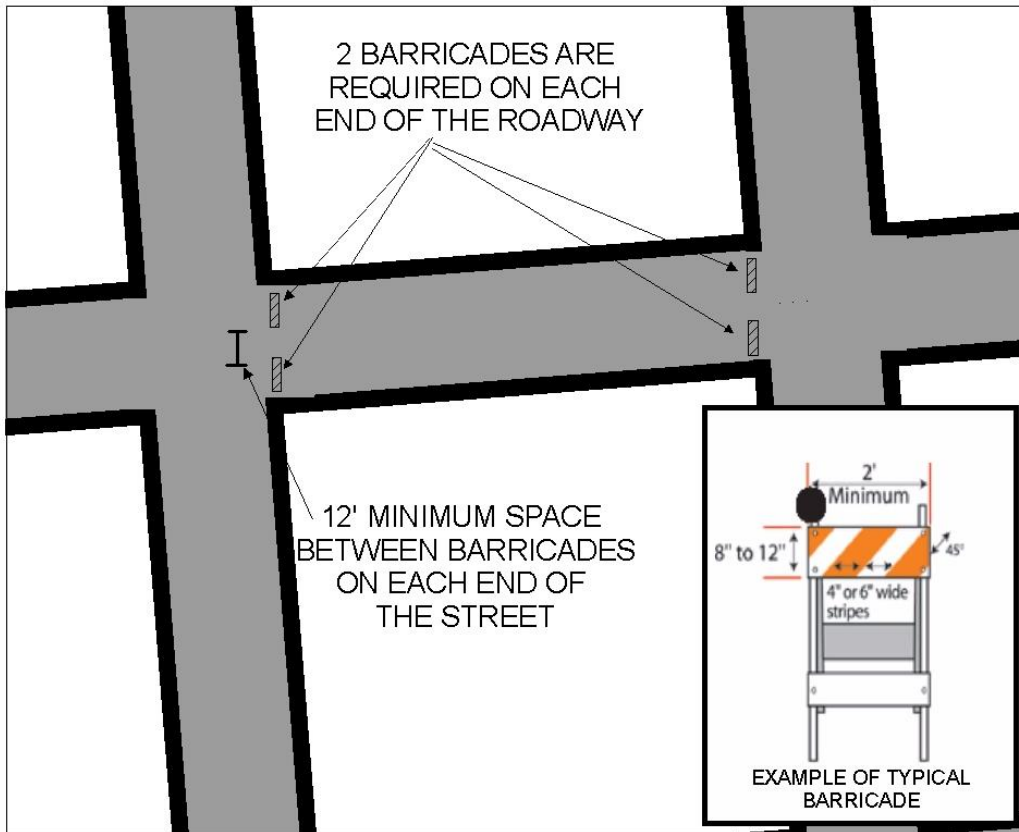 2 BARRICADES ARE
REQUIRED ON EACH
END OF THE ROADWAY
12' MINIMUM SPACE
BETWEEN BARRICADES
ON EACH END OF
THE STREET
2'
Minimum
8" to 12"
45°
4" or 6" wide
stripes
EXAMPLE OF TYPICAL
BARRICADE